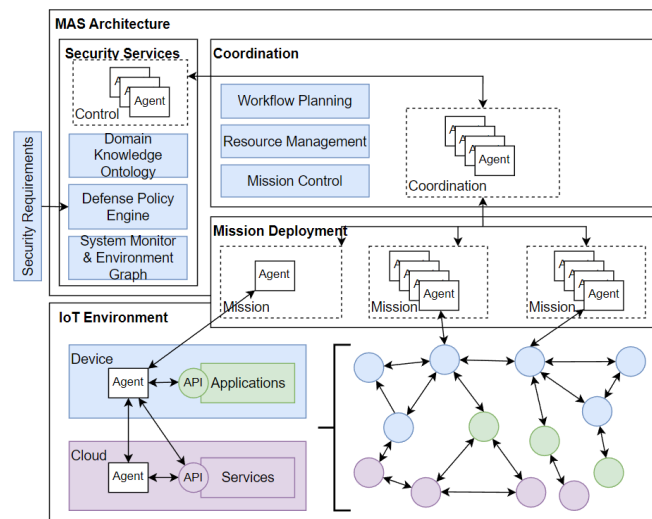 MAS Architecture
Security Services
A
A
Agent
Control
Domain
Knowledge
Ontology
Defense Policy
Engine
System Monitor
& Environment
Graph
Security Requirements
Coordination
Workflow Planning
Resource Management
Mission Control
A
A
A
Agent
Coordination
Mission Deployment
Agent
Mission
A
A
A
Agent
Mission
A
A
A
Agent
Mission
IoT Environment
Device
Agent
API
Applications
Cloud
Agent
API
Services